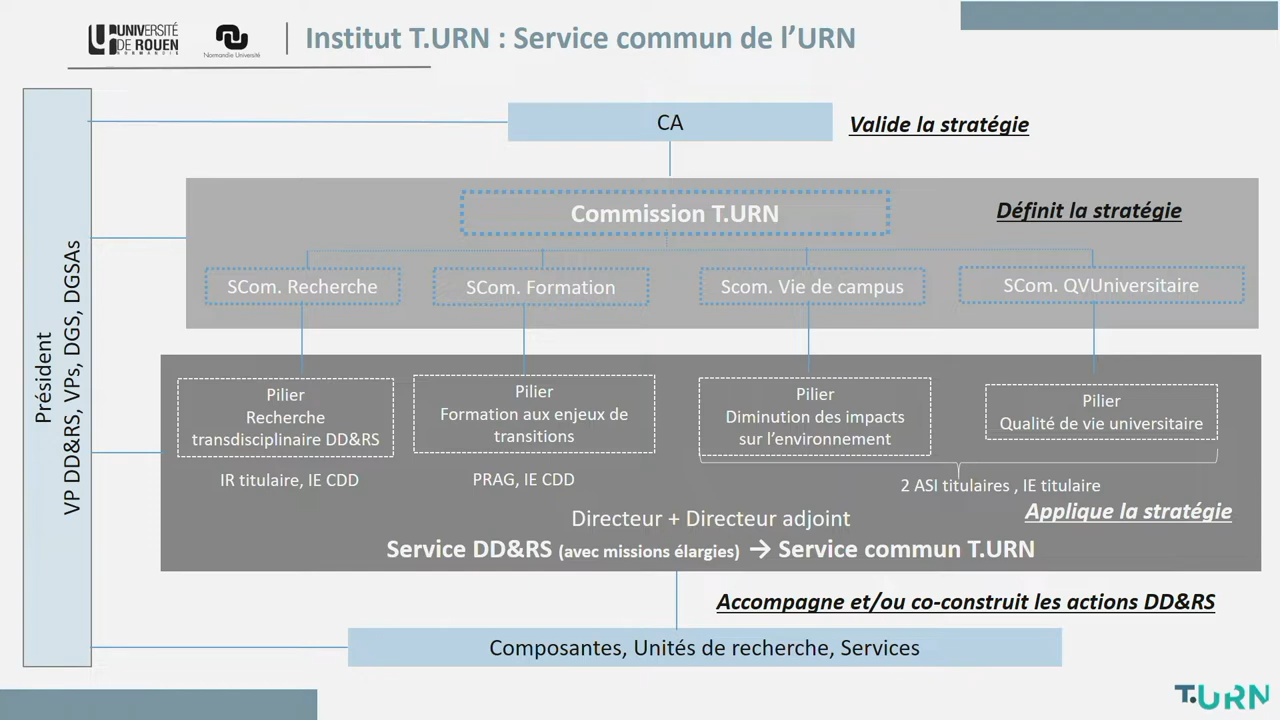 UNIVERSITÉ
DE ROUEN
NORMANDIE
Normandie Université
Institut T.URN : Service commun de l'URN
CA
Valide la stratégie
Président
VP DD&RS, VPs, DGS, DGSAs
Commission T.URN
Définit la stratégie
SCom. Recherche
SCom. Formation
Scom. Vie de campus
SCom. QVUniversitaire
Pilier
Recherche
transdisciplinaire DD&RS
Pilier
Formation aux enjeux de
transitions
Pilier
Diminution des impacts
sur l'environnement
Pilier
Qualité de vie universitaire
IR titulaire, IE CDD
PRAG, IE CDD
2 ASI titulaires , IE titulaire
Applique la stratégie
Directeur + Directeur adjoint
Service DD&RS (avec missions élargies) → Service commun T.URN
Accompagne et/ou co-construit les actions DD&RS
Composantes, Unités de recherche, Services
T.URN